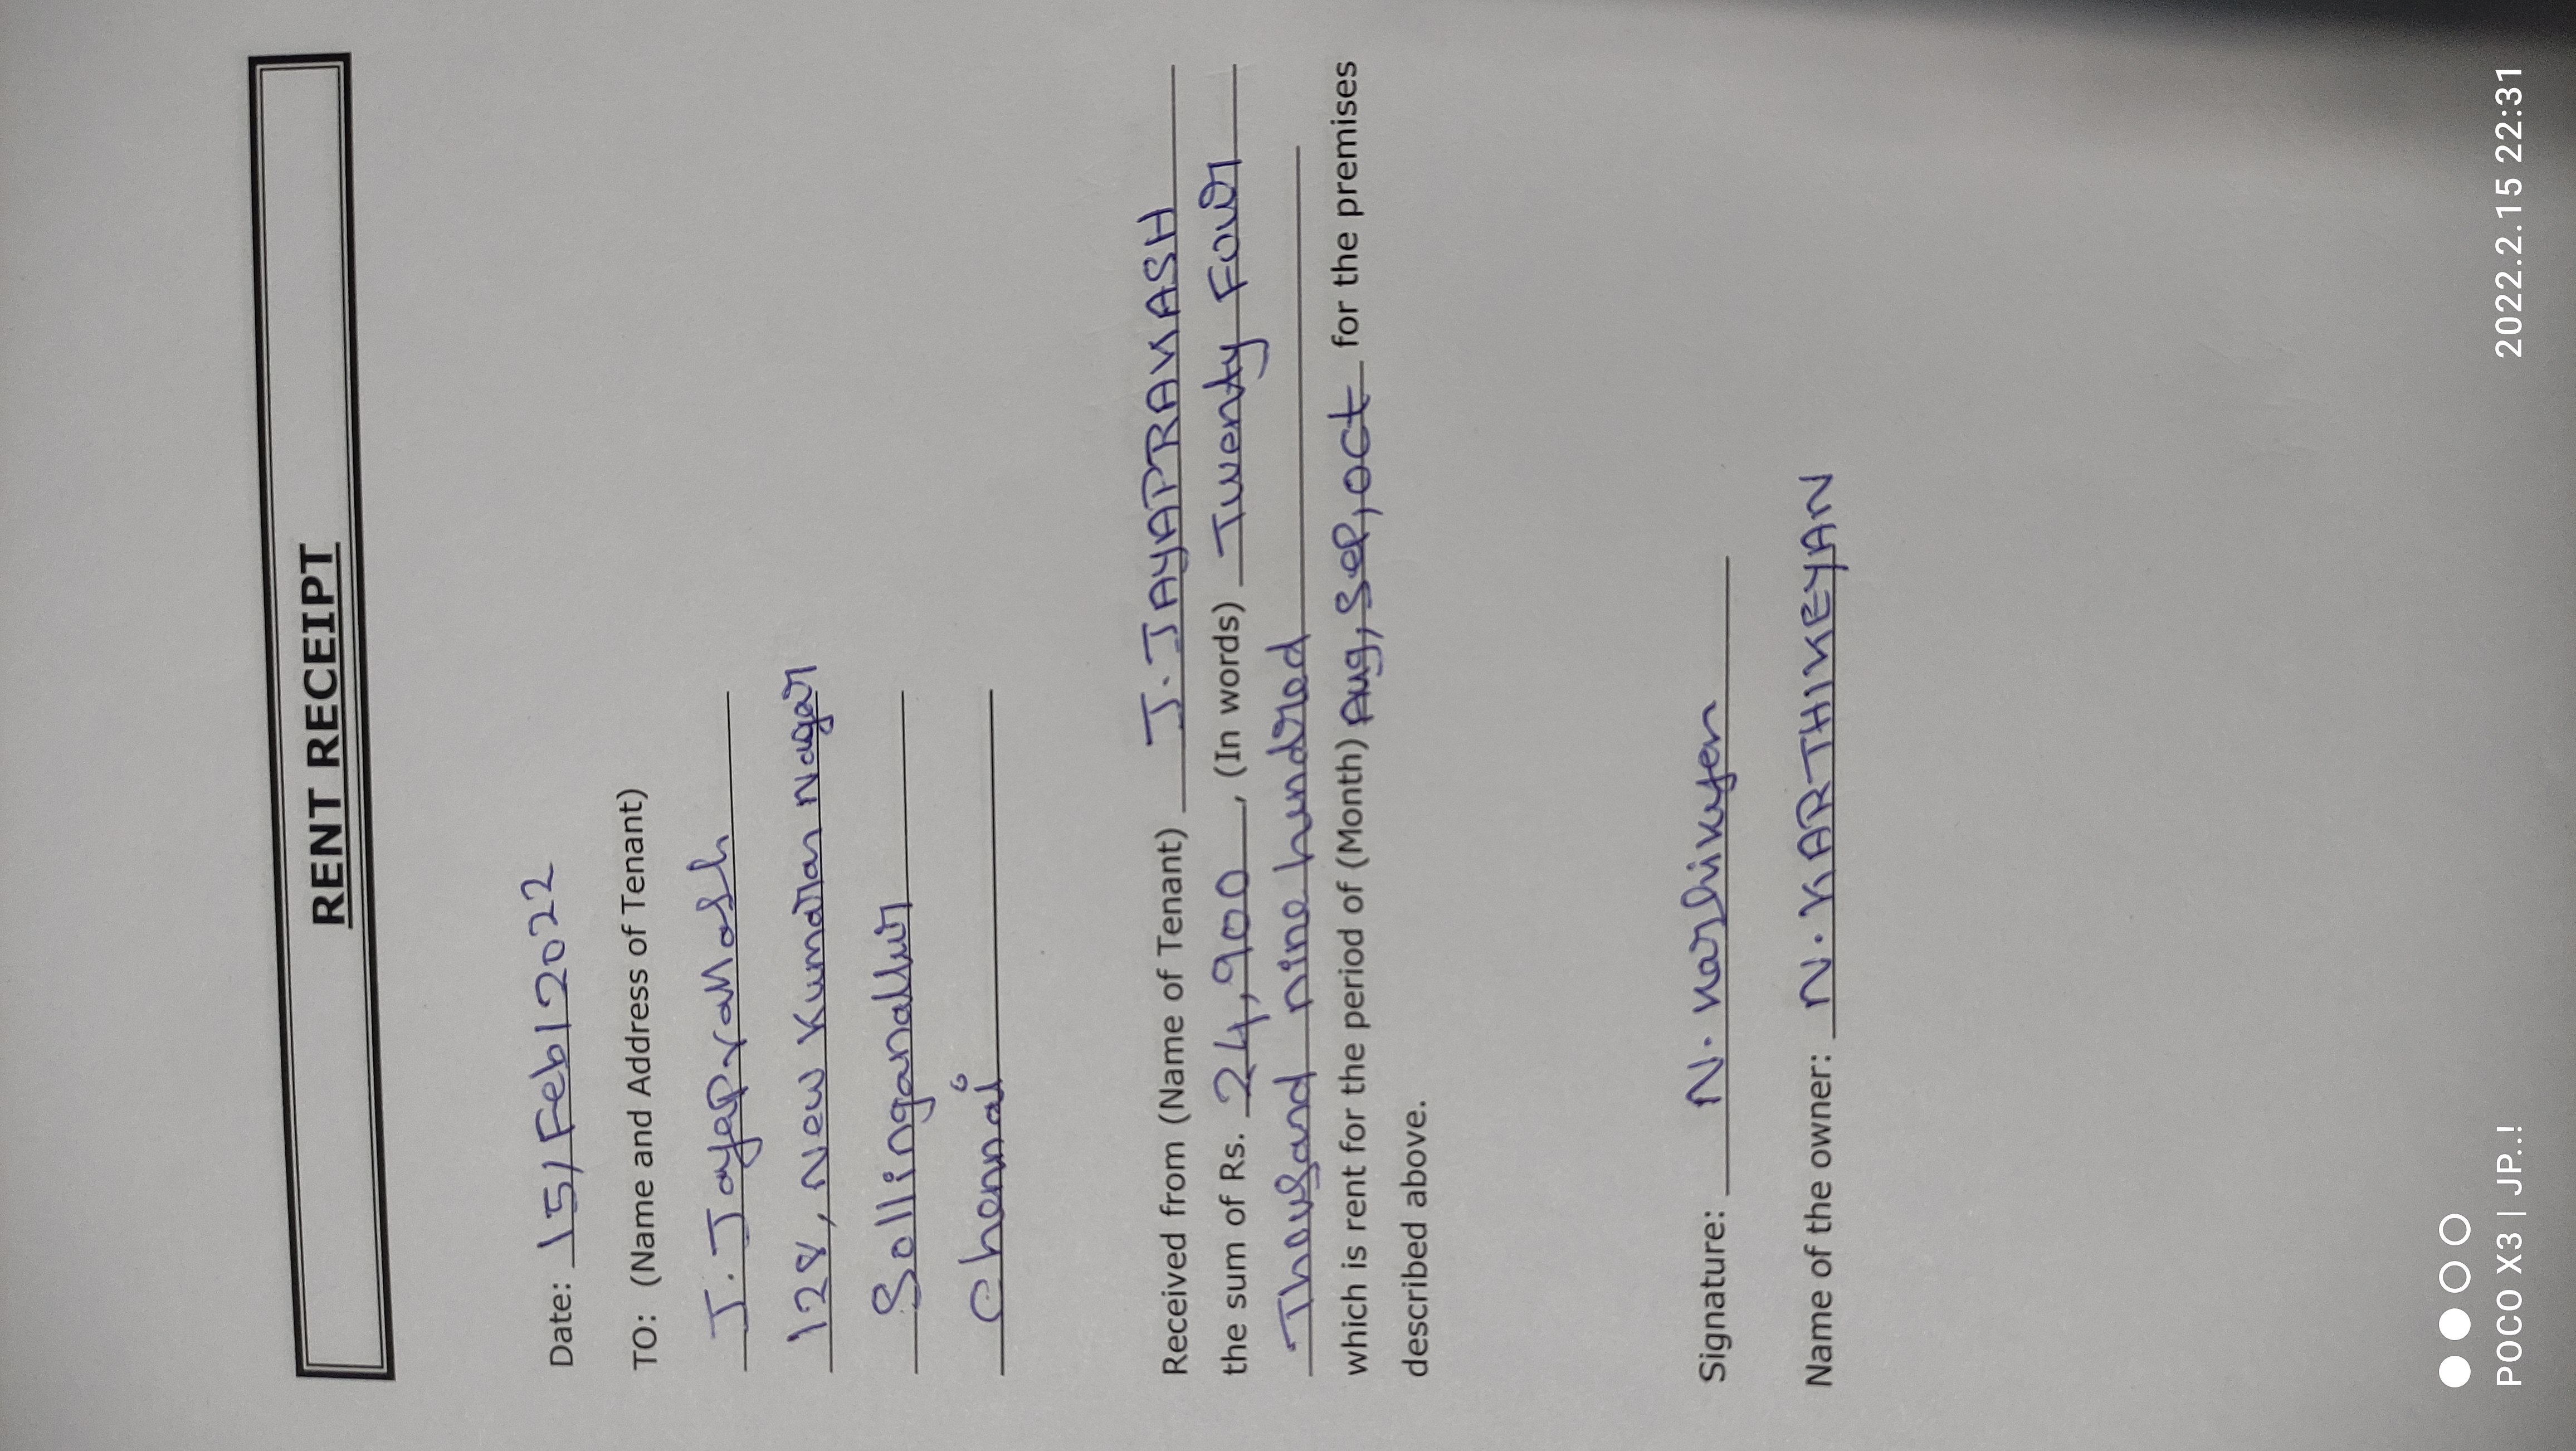 RENT RECEIPT
Date: 15/Feb/2022
TO: (Name and Address of Tenant)
J. Jayaprakash
128, New Kumaran Nagar
Sollinganallur
Chennai
Received from (Name of Tenant) J. JAYAPRAKASH
the sum of Rs. 24,900, (In words) Twenty Four
Thousand nine hundred
which is rent for the period of (Month) Aug, Sep, Oct for the premises
described above.
Signature: N. Karthikeyan
Name of the owner: N. KARTHIKEYAN
POCO X3 | JP..!
2022.2.15 22:31